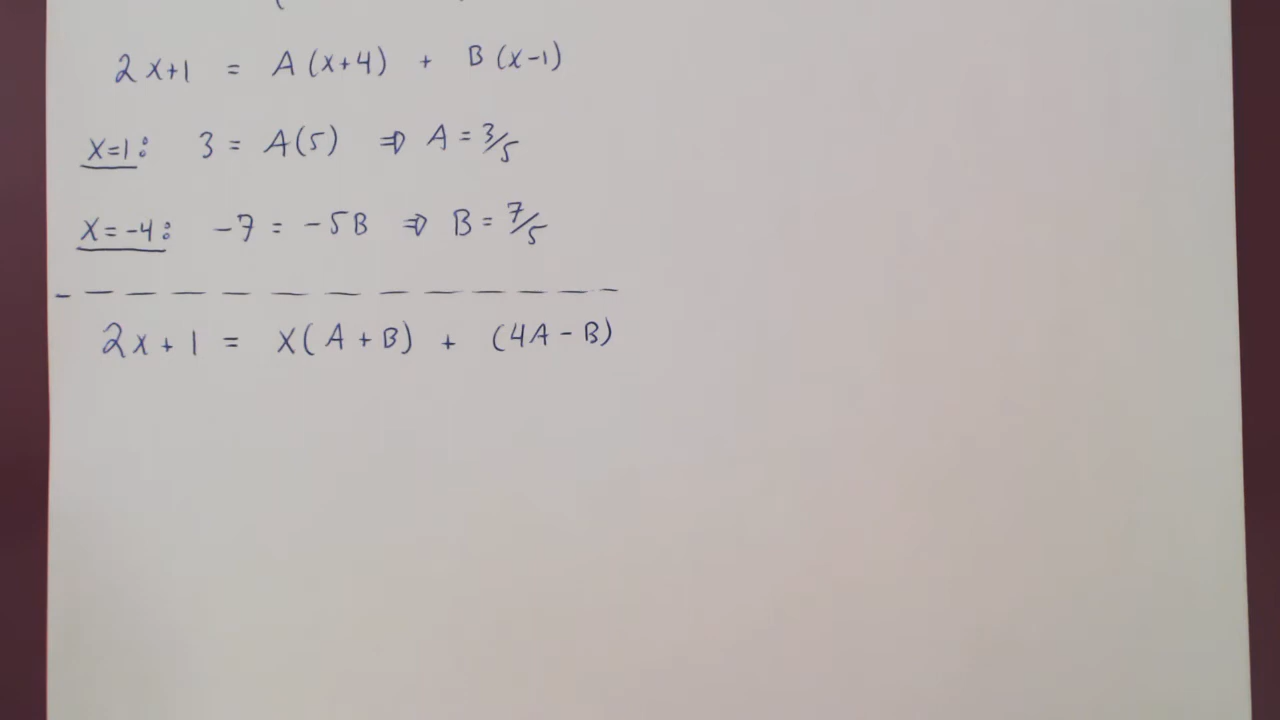 2x+1 = A(x+4) + B(x-1)
x=1: 3 = A(5) ⇒ A = 3/5
x=-4: -7 = -5B ⇒ B = 7/5
2x+1 = x(A+B) + (4A-B)